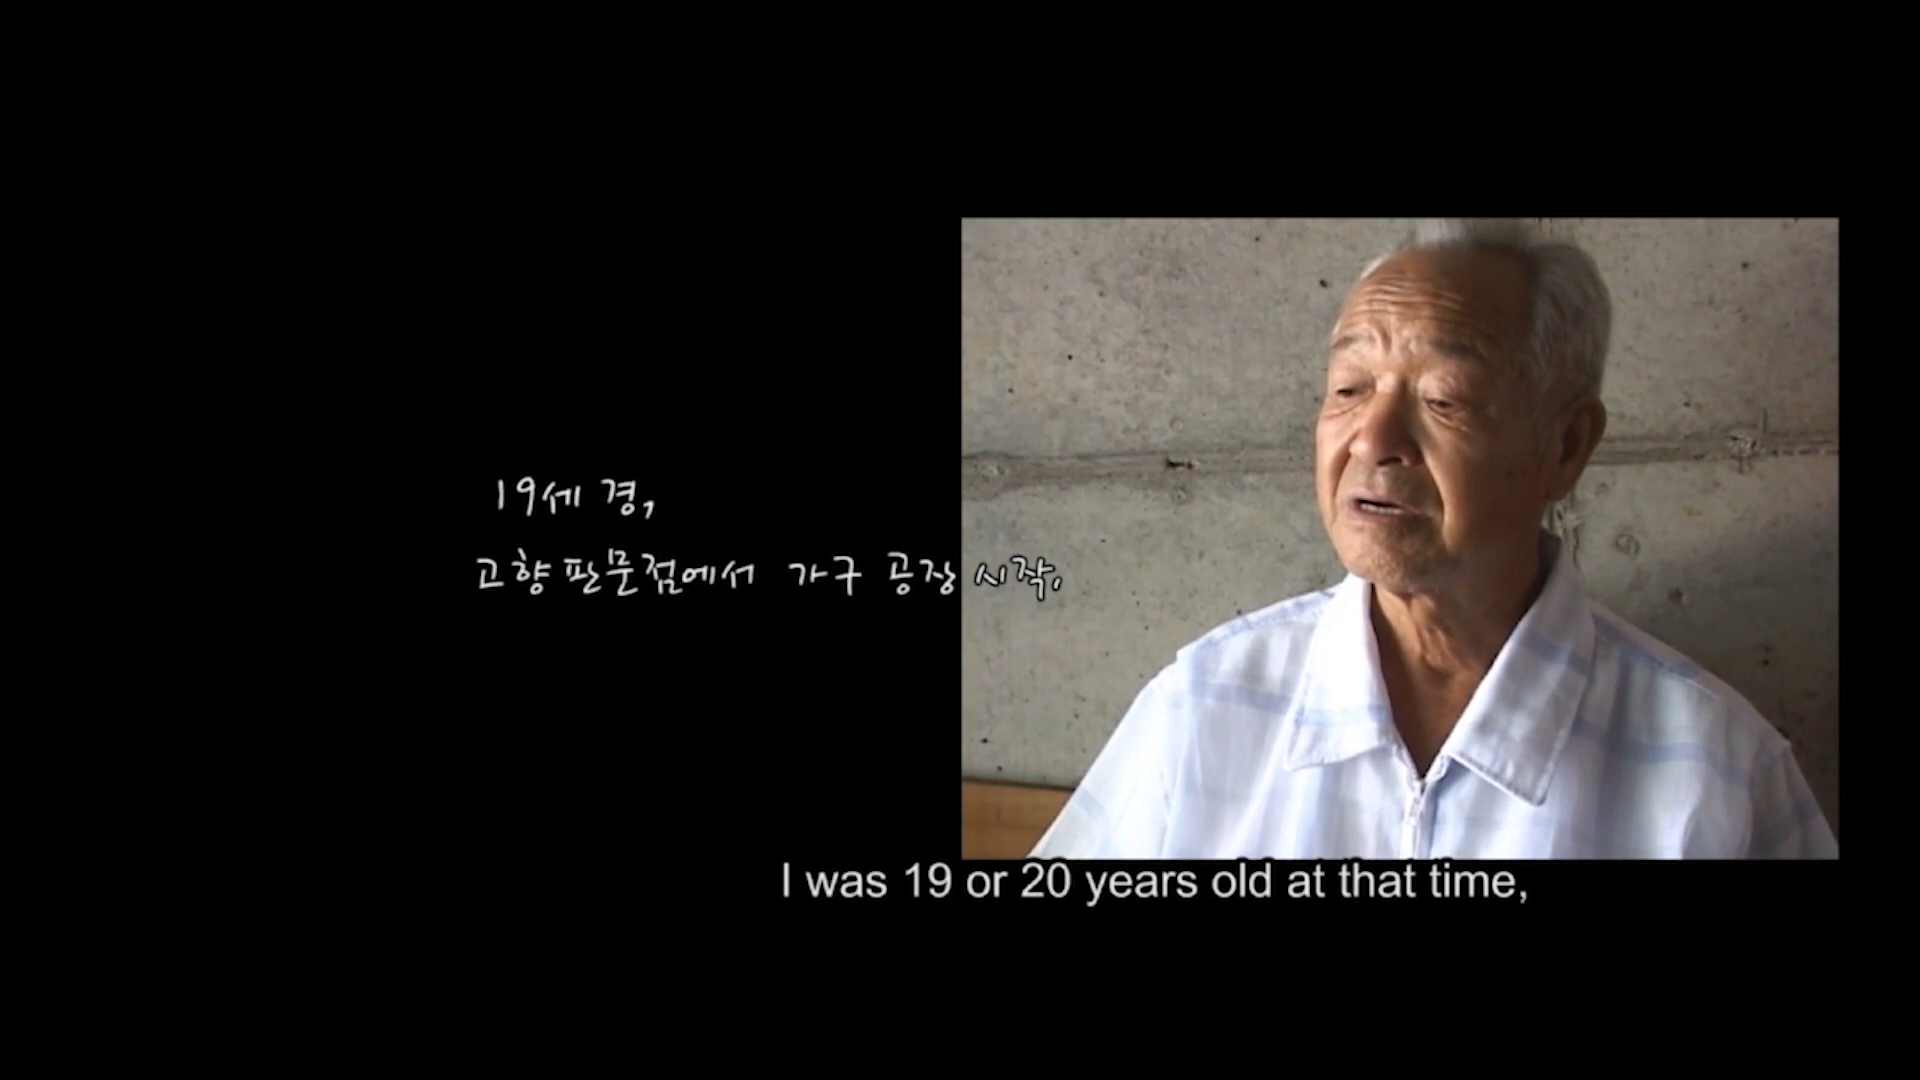 19세 경,
고향 판문점에서 가구 공장 시작,
I was 19 or 20 years old at that time,